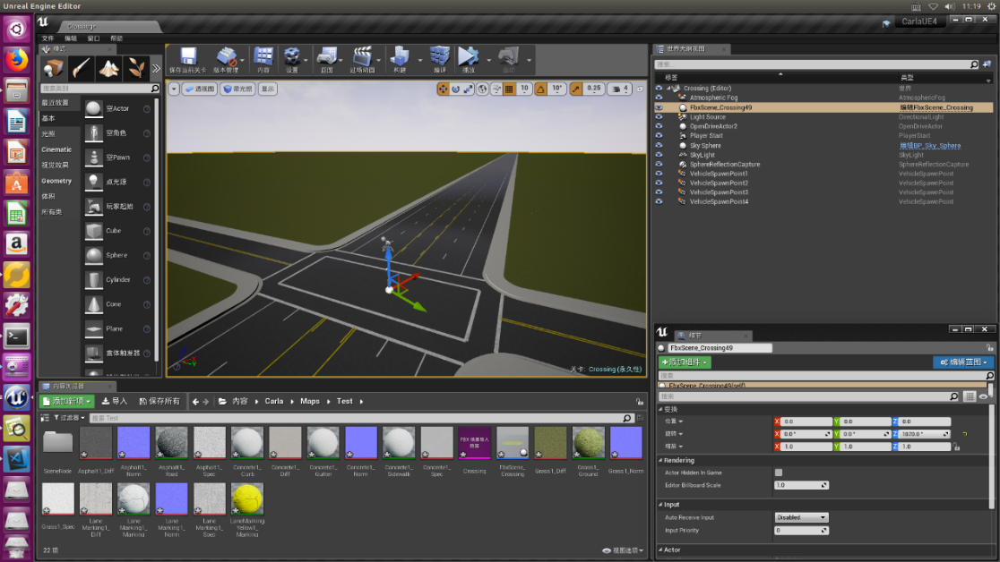 Unreal Engine Editor
11:19
Crossing•
CarlaUE4
文件 编辑 窗口 帮助
模式
搜索类别
最近放置
基本
光照
Cinematic
视觉效果
Geometry
体积
所有类
空Actor
空角色
空Pawn
点光源
玩家起始
Cube
Sphere
Cylinder
Cone
Plane
盒体触发器
保存当前关卡 版本管理 内容 设置 蓝图 过场动画 构建 编译 播放 启动
透视图 带光照 显示
10 10° 0.25 4
关卡: Crossing (永久性)
世界大纲视图
搜索
标签 类型
Crossing (Editor) 世界
Atmospheric Fog AtmosphericFog
FbxScene_Crossing49 编辑FbxScene_Crossing
Light Source DirectionalLight
OpenDriveActor2 OpenDriveActor
Player Start PlayerStart
Sky Sphere 编辑BP_Sky_Sphere
SkyLight SkyLight
SphereReflectionCapture SphereReflectionCapture
VehicleSpawnPoint1 VehicleSpawnPoint
VehicleSpawnPoint2 VehicleSpawnPoint
VehicleSpawnPoint3 VehicleSpawnPoint
VehicleSpawnPoint4 VehicleSpawnPoint
细节
FbxScene_Crossing49
+添加组件 编辑蓝图
搜索
FbxScene_Crossing49(self)
搜索
变换
位置 X 0.0 Y 0.0 Z 0.0
旋转 X 0.0° Y 0.0° Z 1070.0°
缩放 X 1.0 Y 1.0 Z 1.0
Rendering
Actor Hidden In Game
Editor Billboard Scale 1.0
Input
Auto Receive Input Disabled
Input Priority 0
Actor
内容浏览器
添加新项 导入 保存所有 内容 Carla Maps Test
过滤器 搜索 Test
SceneNode
Asphalt1_Diff
Asphalt1_Norm
Asphalt1_Road
Asphalt1_Spec
Concrete1_Curb
Concrete1_Diff
Concrete1_Gutter
Concrete1_Norm
Concrete1_Sidewalk
Concrete1_Spec
FBX 场景导入数据
Crossing
FbxScene_Crossing
Grass1_Diff
Grass1_Ground
Grass1_Norm
Grass1_Spec
Lane Marking1_Diff
Lane Marking1_Marking
Lane Marking1_Norm
Lane Marking1_Spec
LaneMarking Yellow1_Marking
22 项
视图选项